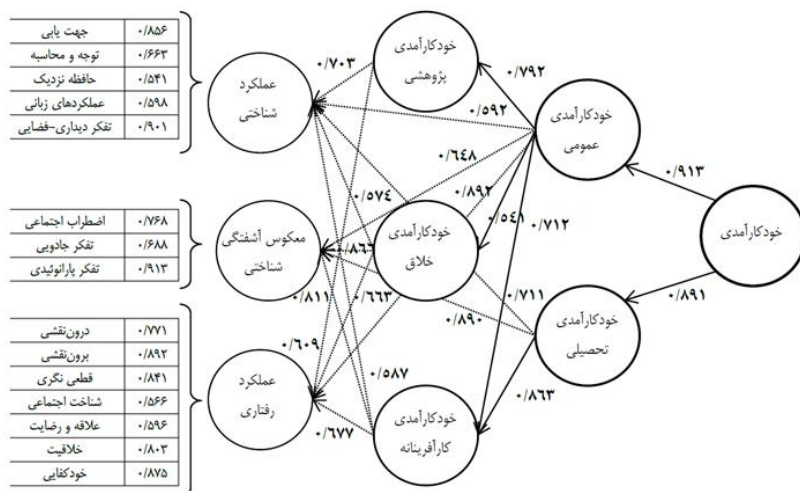 جهت یابی ۰/۸۵۶
توجه و محاسبه ۰/۶۶۳
حافظه نزدیک ۰/۵۴۱
عملکردهای زبانی ۰/۵۹۸
تفکر دیداری-فضایی ۰/۹۰۱
اضطراب اجتماعی ۰/۷۶۸
تفکر جادویی ۰/۶۸۸
تفکر پارانوئیدی ۰/۹۱۳
درون‌نقشی ۰/۷۷۱
برون‌نقشی ۰/۸۹۲
قطعی نگری ۰/۸۴۱
شناخت اجتماعی ۰/۵۶۶
علاقه و رضایت ۰/۵۹۶
خلاقیت ۰/۸۰۳
خودکفایی ۰/۸۷۵
عملکرد
شناختی
معکوس آشفتگی
شناختی
عملکرد
رفتاری
خودکارآمدی
پژوهشی
خودکارآمدی
خلاق
خودکارآمدی
کارآفرینانه
خودکارآمدی
عمومی
خودکارآمدی
تحصیلی
خودکارآمدی
۰/۷۰۳
۰/۷۹۲
۰/۵۹۲
۰/۶۴۸
۰/۵۷۴
۰/۸۹۲
۰/۵۴۱
۰/۷۱۲
۰/۹۱۳
۰/۸۱۱
۰/۶۶۳
۰/۷۱۱
۰/۸۹۰
۰/۸۹۱
۰/۶۰۹
۰/۵۸۷
۰/۸۶۳
۰/۶۷۷